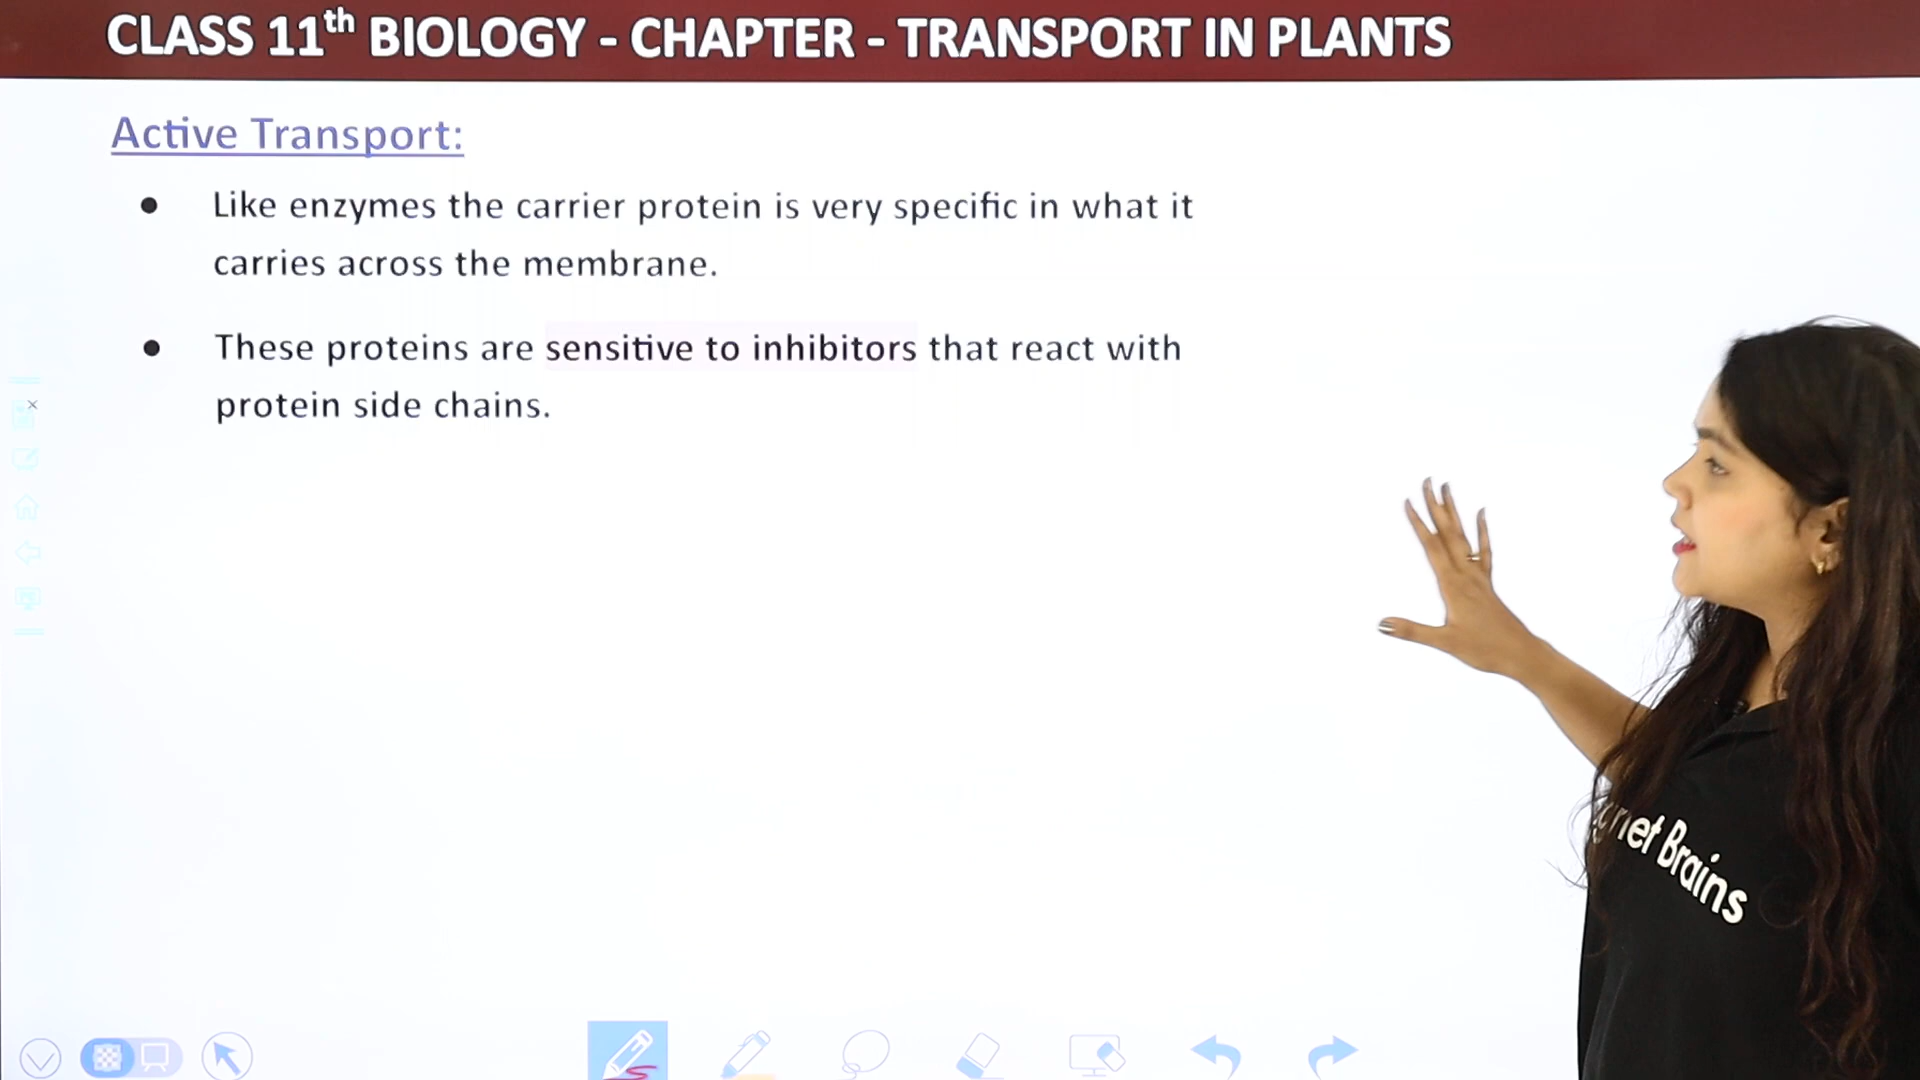 CLASS 11th BIOLOGY - CHAPTER - TRANSPORT IN PLANTS
Active Transport:
● Like enzymes the carrier protein is very specific in what it
carries across the membrane.
● These proteins are sensitive to inhibitors that react with
protein side chains.
Brains